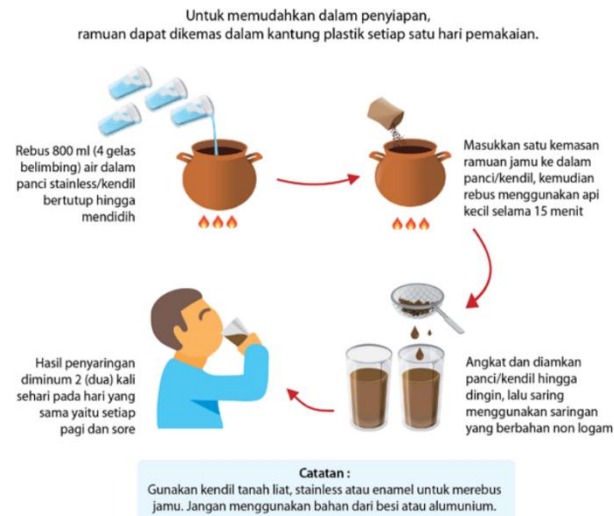 Untuk memudahkan dalam penyiapan,
ramuan dapat dikemas dalam kantung plastik setiap satu hari pemakaian.
Rebus 800 ml (4 gelas
belimbing) air dalam
panci stainless/kendil
bertutup hingga
mendidih
Masukkan satu kemasan
ramuan jamu ke dalam
panci/kendil, kemudian
rebus menggunakan api
kecil selama 15 menit
Angkat dan diamkan
panci/kendil hingga
dingin, lalu saring
menggunakan saringan
yang berbahan non logam
Hasil penyaringan
diminum 2 (dua) kali
sehari pada hari yang
sama yaitu setiap
pagi dan sore
Catatan :
Gunakan kendil tanah liat, stainless atau enamel untuk merebus
jamu. Jangan menggunakan bahan dari besi atau alumunium.